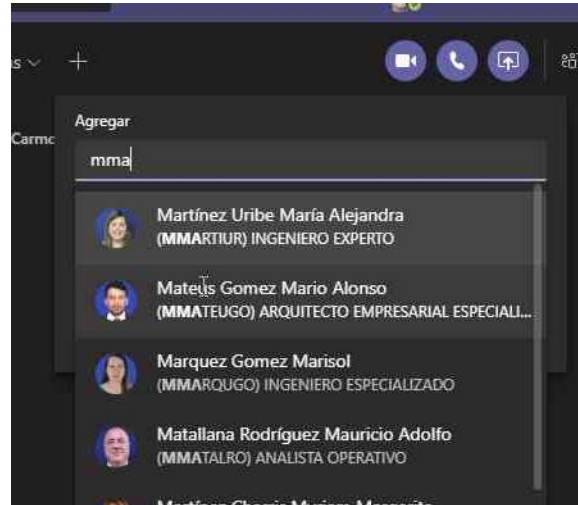 Agregar
Carmo
mma
Martínez Uribe María Alejandra
(MMARTIUR) INGENIERO EXPERTO
Mateus Gomez Mario Alonso
(MMATEUGO) ARQUITECTO EMPRESARIAL ESPECIALI...
Marquez Gomez Marisol
(MMARQUGO) INGENIERO ESPECIALIZADO
Matallana Rodríguez Mauricio Adolfo
(MMATALRO) ANALISTA OPERATIVO